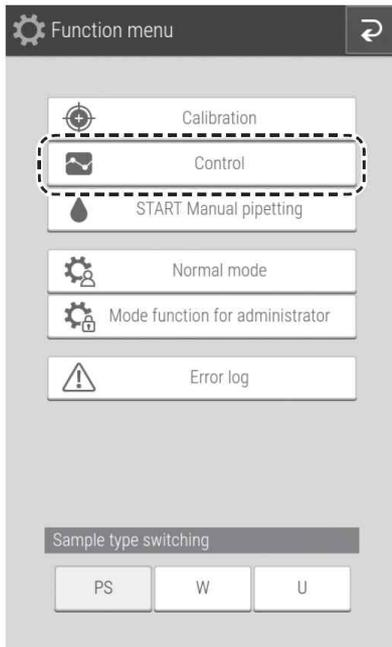 Function menu
Calibration
Control
START Manual pipetting
Normal mode
Mode function for administrator
Error log
Sample type switching
PS
W
U